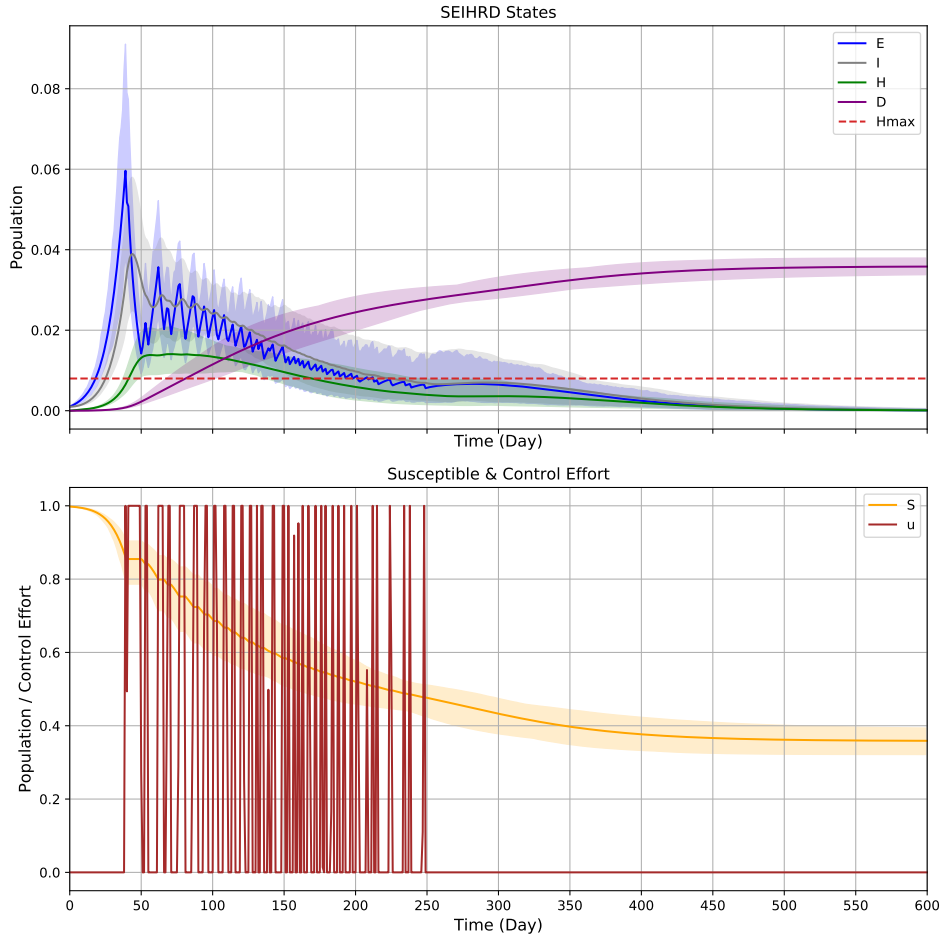 SEIHRD States
Population
0.08
0.06
0.04
0.02
0.00
E
I
H
D
Hmax
Time (Day)
Susceptible & Control Effort
Population / Control Effort
1.0
0.8
0.6
0.4
0.2
0.0
S
u
0 50 100 150 200 250 300 350 400 450 500 550 600
Time (Day)